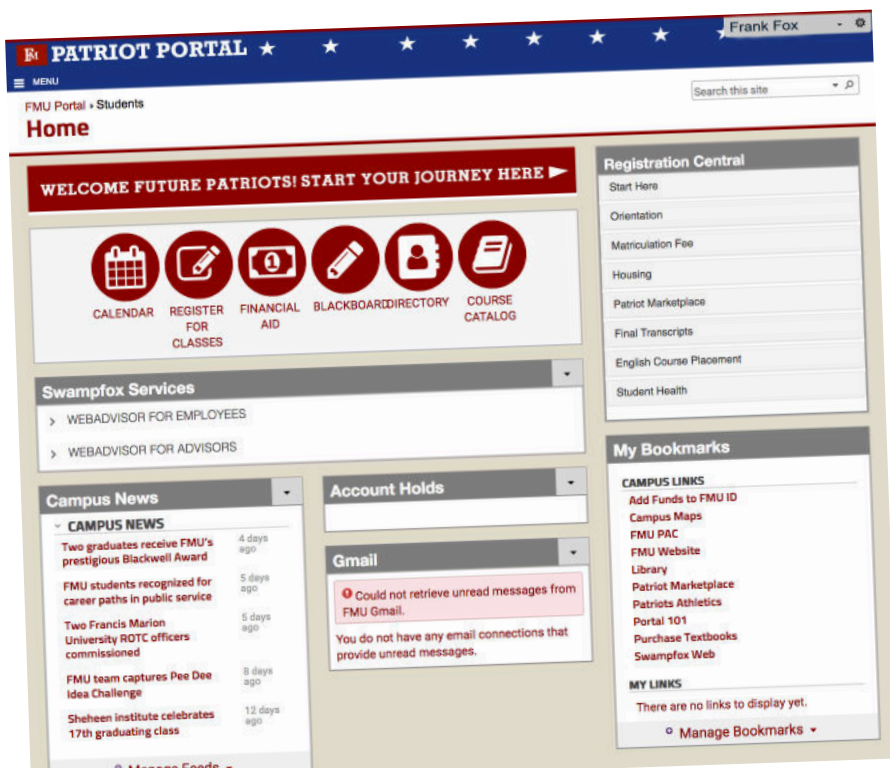 FM PATRIOT PORTAL
Frank Fox
MENU
Search this site
FMU Portal › Students
Home
WELCOME FUTURE PATRIOTS! START YOUR JOURNEY HERE
CALENDAR
REGISTER
FOR
CLASSES
1
FINANCIAL
AID
BLACKBOARD
DIRECTORY
COURSE
CATALOG
Swampfox Services
WEBADVISOR FOR EMPLOYEES
WEBADVISOR FOR ADVISORS
Campus News
CAMPUS NEWS
Two graduates receive FMU's
prestigious Blackwell Award
4 days
ago
FMU students recognized for
career paths in public service
5 days
ago
Two Francis Marion
University ROTC officers
commissioned
5 days
ago
FMU team captures Pee Dee
Idea Challenge
8 days
ago
Sheheen institute celebrates
17th graduating class
12 days
ago
Manage Feeds
Account Holds
Gmail
Could not retrieve unread messages from
FMU Gmail.
You do not have any email connections that
provide unread messages.
Registration Central
Start Here
Orientation
Matriculation Fee
Housing
Patriot Marketplace
Final Transcripts
English Course Placement
Student Health
My Bookmarks
CAMPUS LINKS
Add Funds to FMU ID
Campus Maps
FMU PAC
FMU Website
Library
Patriot Marketplace
Patriots Athletics
Portal 101
Purchase Textbooks
Swampfox Web
MY LINKS
There are no links to display yet.
Manage Bookmarks